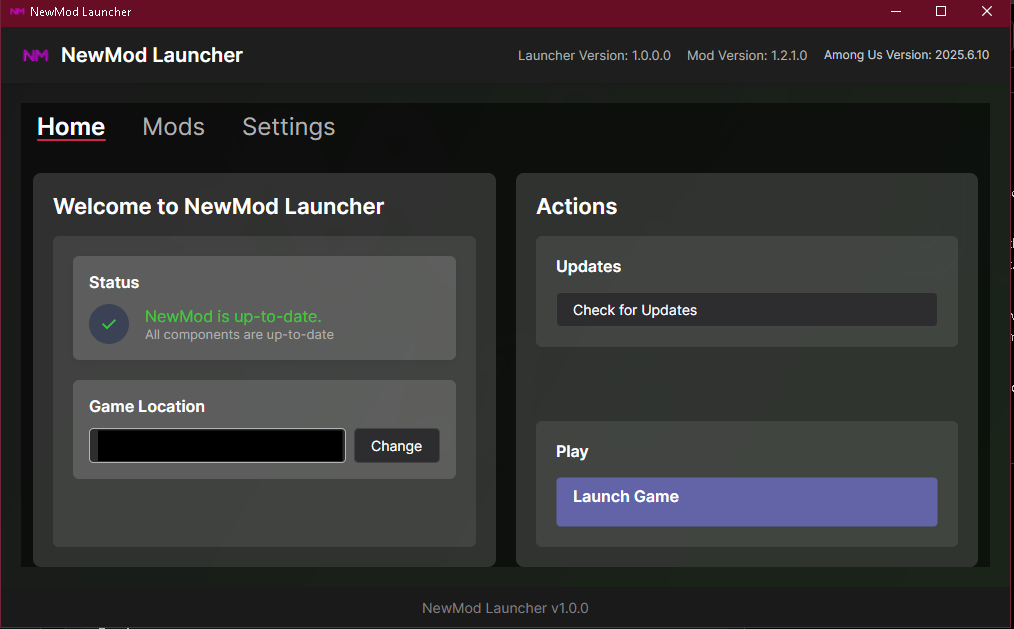 NM NewMod Launcher
NM NewMod Launcher Launcher Version: 1.0.0.0 Mod Version: 1.2.1.0 Among Us Version: 2025.6.10
Home Mods Settings
Welcome to NewMod Launcher
Status
NewMod is up-to-date.
All components are up-to-date
Game Location
Change
Actions
Updates
Check for Updates
Play
Launch Game
NewMod Launcher v1.0.0